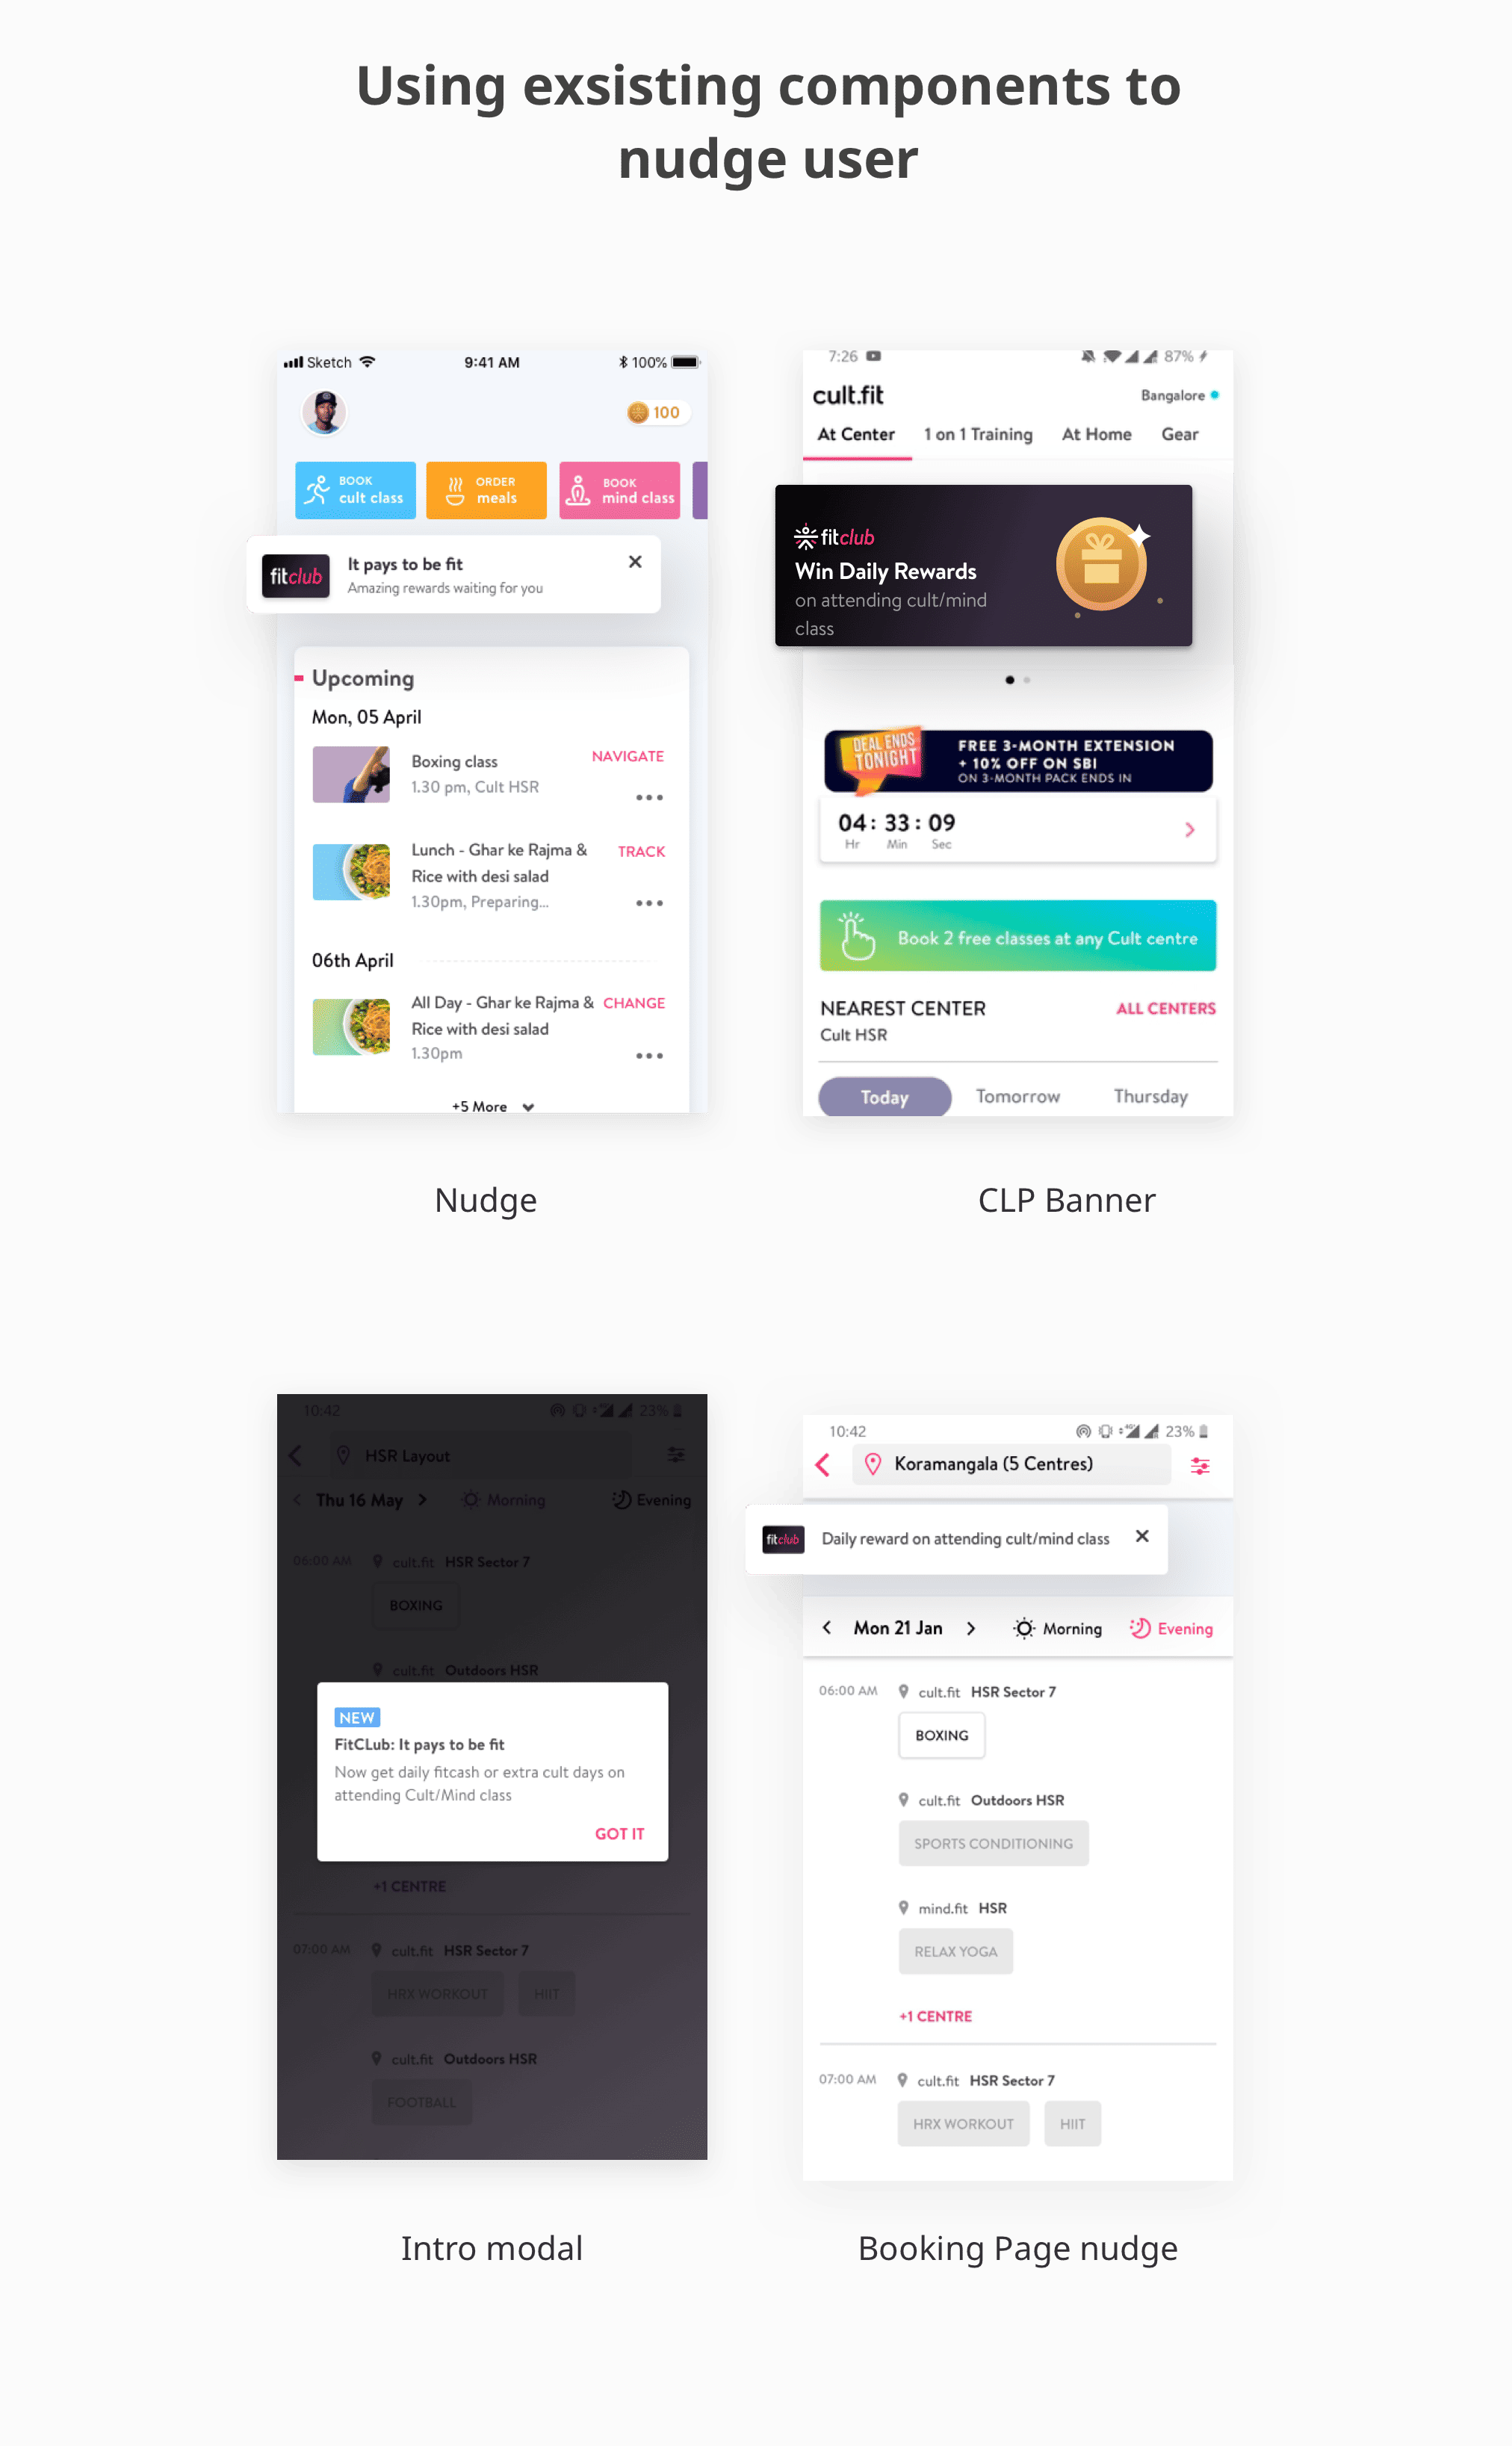 Using exsisting components to
nudge user
Sketch 9:41 AM 100%
100
BOOK
cult class
ORDER
meals
BOOK
mind class
fitclub
It pays to be fit
Amazing rewards waiting for you
Upcoming
Mon, 05 April
Boxing class NAVIGATE
1.30 pm, Cult HSR
Lunch - Ghar ke Rajma & TRACK
Rice with desi salad
1.30pm, Preparing...
06th April
All Day - Ghar ke Rajma & CHANGE
Rice with desi salad
1.30pm
+5 More
Nudge
7:26 87%
cult.fit Bangalore
At Center 1 on 1 Training At Home Gear
fitclub
Win Daily Rewards
on attending cult/mind
class
DEAL ENDS
TONIGHT
FREE 3-MONTH EXTENSION
+ 10% OFF ON SBI
ON 3-MONTH PACK ENDS IN
04 : 33 : 09
Hr Min Sec
Book 2 free classes at any Cult centre
NEAREST CENTER ALL CENTERS
Cult HSR
Today Tomorrow Thursday
CLP Banner
10:42 23%
HSR Layout
Thu 16 May Morning Evening
06:00 AM cult.fit HSR Sector 7
BOXING
cult.fit Outdoors HSR
NEW
FitCLub: It pays to be fit
Now get daily fitcash or extra cult days on
attending Cult/Mind class
GOT IT
+1 CENTRE
07:00 AM cult.fit HSR Sector 7
HRX WORKOUT HIIT
cult.fit Outdoors HSR
FOOTBALL
Intro modal
10:42 4G 23%
Koramangala (5 Centres)
fitclub Daily reward on attending cult/mind class
Mon 21 Jan Morning Evening
06:00 AM cult.fit HSR Sector 7
BOXING
cult.fit Outdoors HSR
SPORTS CONDITIONING
mind.fit HSR
RELAX YOGA
+1 CENTRE
07:00 AM cult.fit HSR Sector 7
HRX WORKOUT HIIT
Booking Page nudge